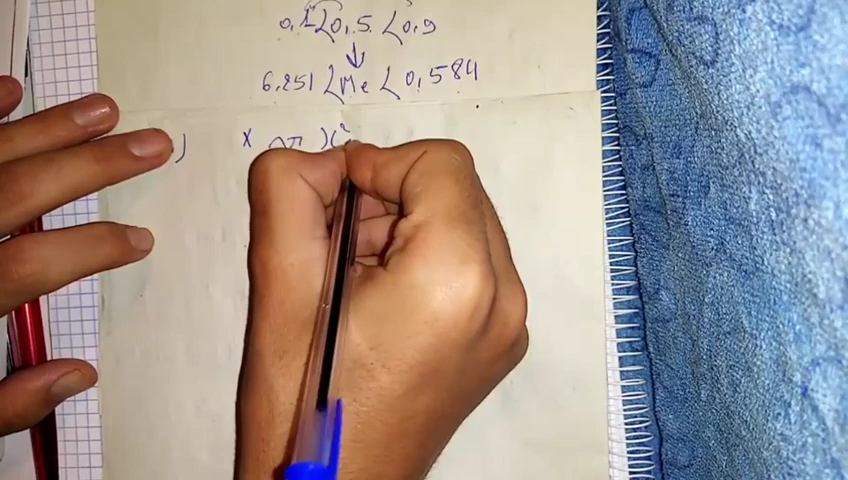 0,1 < 0,5 < 0,9
↓
6.251 < Me < 0,584
x